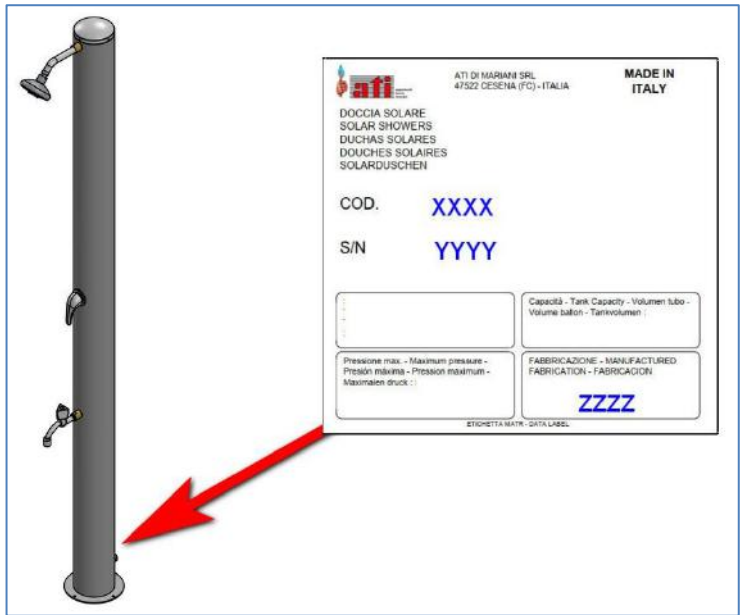 ati
ATI DI MARIANI SRL
47522 CESENA (FC) - ITALIA
MADE IN
ITALY
DOCCIA SOLARE
SOLAR SHOWERS
DUCHAS SOLARES
DOUCHES SOLAIRES
SOLARDUSCHEN
COD. XXXX
S/N YYYY
Capacità - Tank Capacity - Volumen tubo -
Volume ballon - Tankvolumen :
Pressione max. - Maximum pressure -
Presión máxima - Pression maximum -
Maximalen druck :
FABBRICAZIONE - MANUFACTURED
FABRICATION - FABRICACION
ZZZZ
ETICHETTA MATR - DATA LABEL